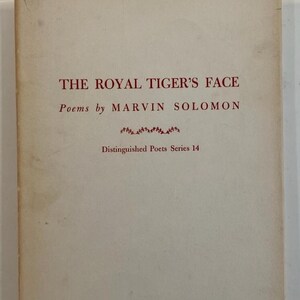 THE ROYAL TIGER'S FACE
Poems by MARVIN SOLOMON
Distinguished Poets Series 14